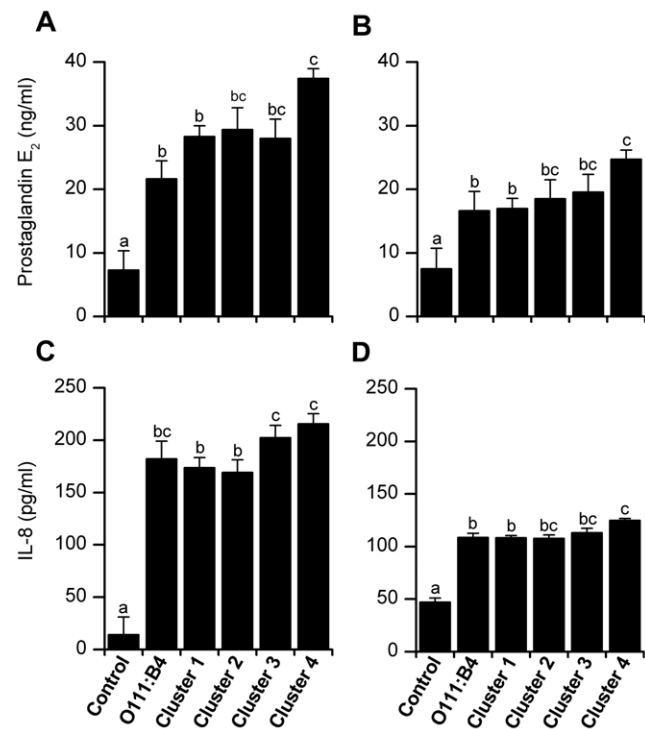 A
B
Prostaglandin E₂ (ng/ml)
40
30
20
10
0
a
b
b
bc
bc
c
40
30
20
10
0
a
b
b
bc
bc
c
C
D
IL-8 (pg/ml)
250
200
150
100
50
0
a
bc
b
b
c
c
250
200
150
100
50
0
a
b
b
bc
bc
c
Control
O111:B4
Cluster 1
Cluster 2
Cluster 3
Cluster 4
Control
O111:B4
Cluster 1
Cluster 2
Cluster 3
Cluster 4